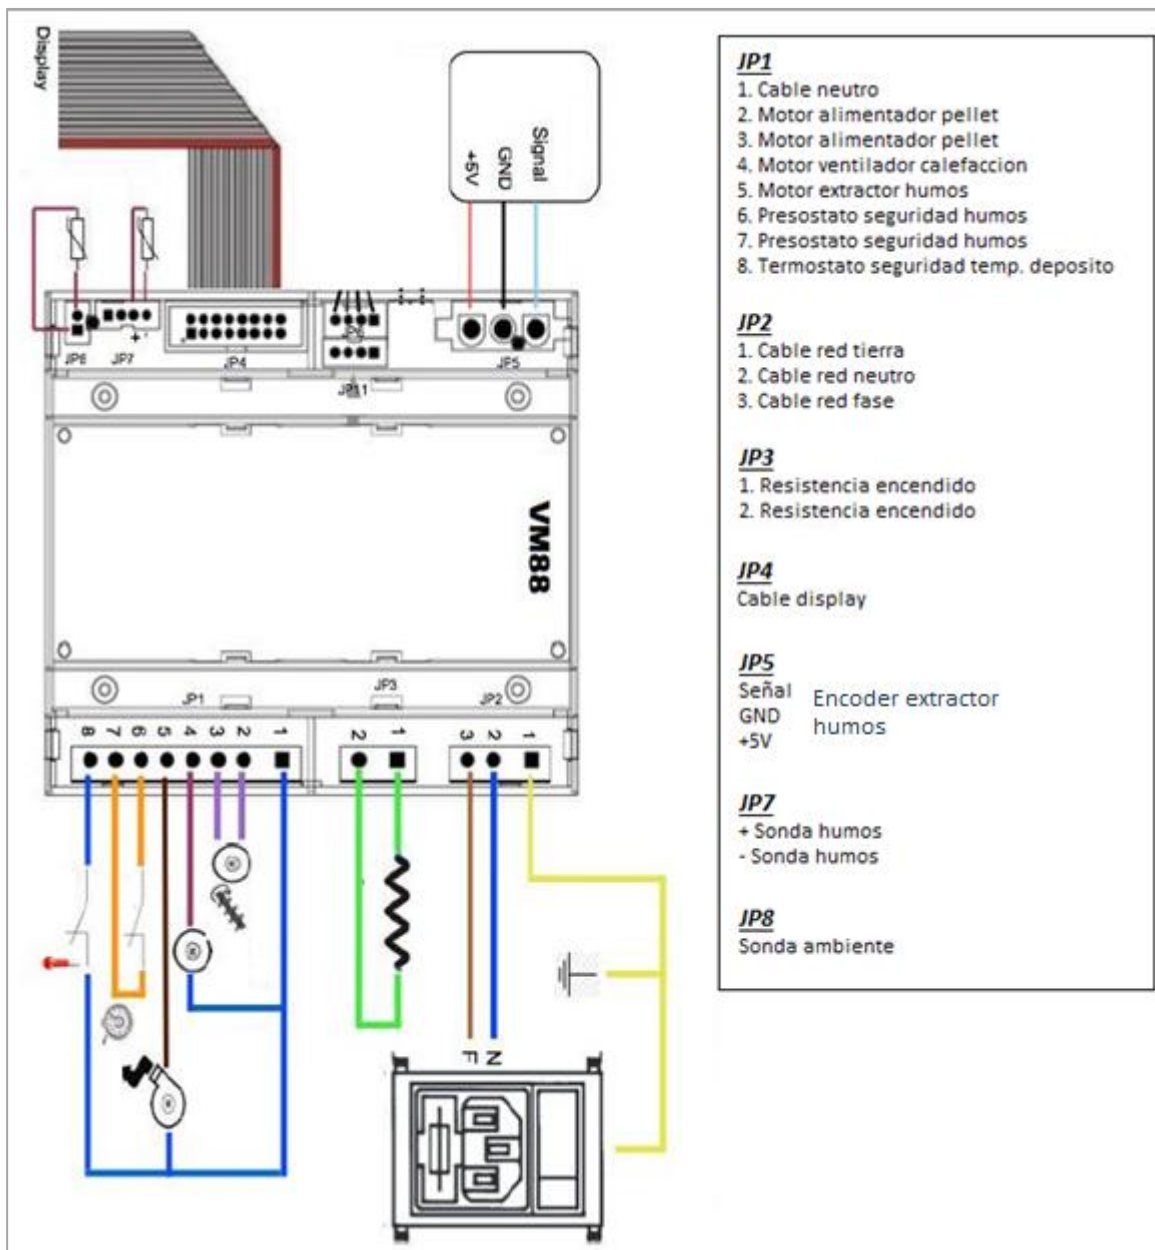 Display
+5V
GND
Signal
JP6
JP7
+ -
JP4
JP11
JP5
VM88
JP1
JP3
JP2
8 7 6 5 4 3 2 1
2 1
3 2 1
F N
JP1
1. Cable neutro
2. Motor alimentador pellet
3. Motor alimentador pellet
4. Motor ventilador calefaccion
5. Motor extractor humos
6. Presostato seguridad humos
7. Presostato seguridad humos
8. Termostato seguridad temp. deposito
JP2
1. Cable red tierra
2. Cable red neutro
3. Cable red fase
JP3
1. Resistencia encendido
2. Resistencia encendido
JP4
Cable display
JP5
Señal
GND
+5V
Encoder extractor
humos
JP7
+ Sonda humos
- Sonda humos
JP8
Sonda ambiente